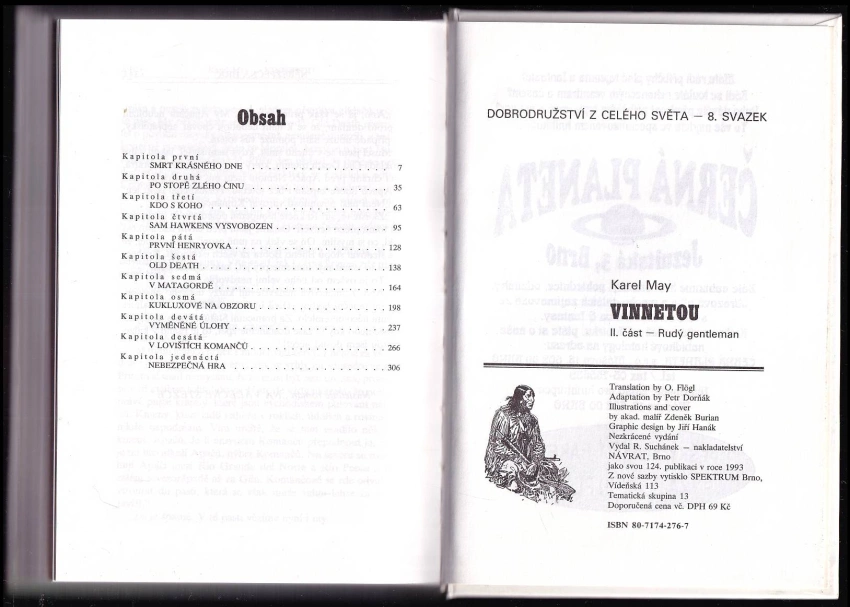 Obsah
Kapitola první
SMRT KRÁSNÉHO DNE . . . . . . . . . . . . . . . . . . . . 7
Kapitola druhá
PO STOPĚ ZLÉHO ČINU . . . . . . . . . . . . . . . . . . . 35
Kapitola třetí
KDO S KOHO . . . . . . . . . . . . . . . . . . . . . . . . 63
Kapitola čtvrtá
SAM HAWKENS VYSVOBOZEN . . . . . . . . . . . . . . . . 95
Kapitola pátá
PRVNÍ HENRYOVKA . . . . . . . . . . . . . . . . . . . . . 128
Kapitola šestá
OLD DEATH . . . . . . . . . . . . . . . . . . . . . . . . . 138
Kapitola sedmá
V MATAGORDĚ . . . . . . . . . . . . . . . . . . . . . . . 164
Kapitola osmá
KUKLUXOVÉ NA OBZORU . . . . . . . . . . . . . . . . . . 198
Kapitola devátá
VYMĚNĚNÉ ÚLOHY . . . . . . . . . . . . . . . . . . . . . 237
Kapitola desátá
V LOVIŠTÍCH KOMANČŮ . . . . . . . . . . . . . . . . . . . 266
Kapitola jedenáctá
NEBEZPEČNÁ HRA . . . . . . . . . . . . . . . . . . . . . . 306
DOBRODRUŽSTVÍ Z CELÉHO SVĚTA – 8. SVAZEK
Karel May
VINNETOU
II. část – Rudý gentleman
Translation by O. Flögl
Adaptation by Petr Dorňák
Illustrations and cover
by akad. malíř Zdeněk Burian
Graphic design by Jiří Hanák
Nezkrácené vydání
Vydal R. Suchánek – nakladatelství
NÁVRAT, Brno
jako svou 124. publikaci v roce 1993
Z nové sazby vytisklo SPEKTRUM Brno,
Vídeňská 113
Tematická skupina 13
Doporučená cena vč. DPH 69 Kč
ISBN 80-7174-276-7
ČERNÁ PLANETA
Jezuitská 3, Brno